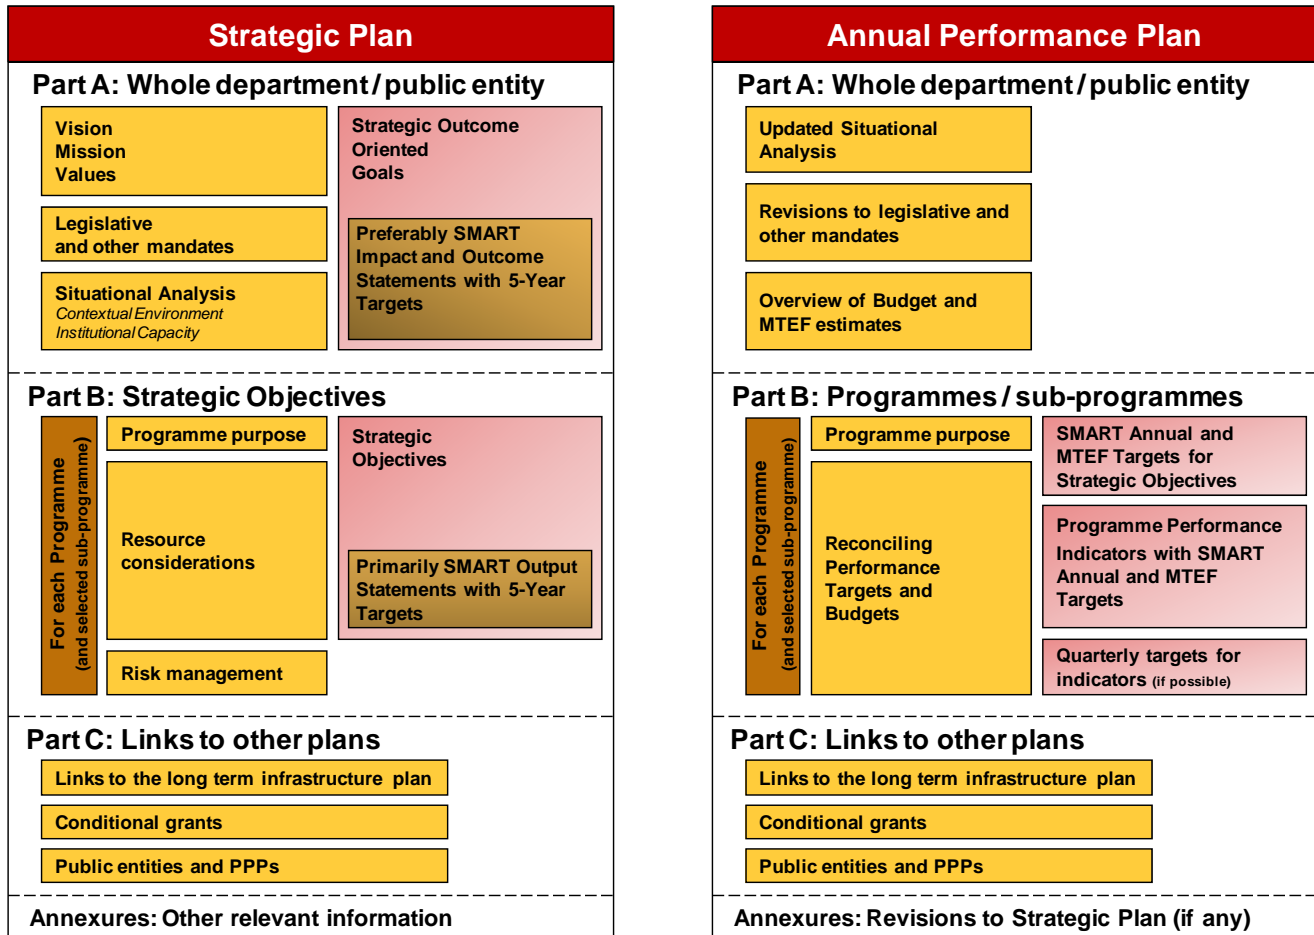 Strategic Plan
Part A: Whole department / public entity
Vision
Mission
Values
Legislative
and other mandates
Situational Analysis
Contextual Environment
Institutional Capacity
Strategic Outcome
Oriented
Goals
Preferably SMART
Impact and Outcome
Statements with 5-Year
Targets
Part B: Strategic Objectives
For each Programme
(and selected sub-programme)
Programme purpose
Resource
considerations
Risk management
Strategic
Objectives
Primarily SMART Output
Statements with 5-Year
Targets
Part C: Links to other plans
Links to the long term infrastructure plan
Conditional grants
Public entities and PPPs
Annexures: Other relevant information
Annual Performance Plan
Part A: Whole department / public entity
Updated Situational
Analysis
Revisions to legislative and
other mandates
Overview of Budget and
MTEF estimates
Part B: Programmes / sub-programmes
For each Programme
(and selected sub-programme)
Programme purpose
Reconciling
Performance
Targets and
Budgets
SMART Annual and
MTEF Targets for
Strategic Objectives
Programme Performance
Indicators with SMART
Annual and MTEF
Targets
Quarterly targets for
indicators (if possible)
Part C: Links to other plans
Links to the long term infrastructure plan
Conditional grants
Public entities and PPPs
Annexures: Revisions to Strategic Plan (if any)